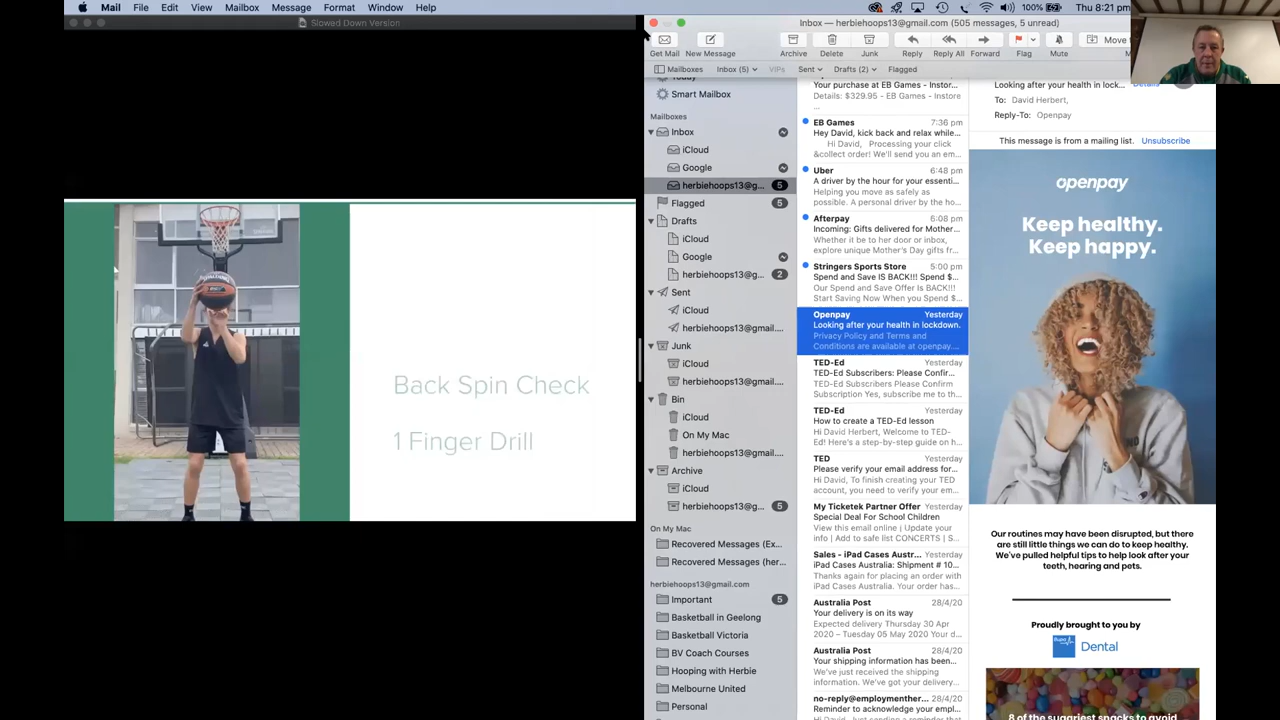 Mail File Edit View Mailbox Message Format Window Help
100% Thu 8:21 pm
Slowed Down Version
Back Spin Check
1 Finger Drill
Inbox — herbiehoops13@gmail.com (505 messages, 5 unread)
Get Mail New Message Archive Delete Junk Reply Reply All Forward Flag Mute Move t
Mailboxes Inbox (5) VIPs Sent Drafts (2) Flagged
Today
Smart Mailbox
Mailboxes
Inbox
iCloud
Google
herbiehoops13@g... 5
Flagged 5
Drafts
iCloud
Google
herbiehoops13@g... 2
Sent
iCloud
herbiehoops13@gmail....
Junk
iCloud
herbiehoops13@gmail....
Bin
iCloud
On My Mac
herbiehoops13@gmail....
Archive
iCloud
herbiehoops13@gmail.... 5
On My Mac
Recovered Messages (Ex...
Recovered Messages (her...
herbiehoops13@gmail.com
Important 5
Basketball in Geelong
Basketball Victoria
BV Coach Courses
Hooping with Herbie
Melbourne United
Personal
Your purchase at EB Games - Instor...
Details: $329.95 - EB Games - Instore
...
EB Games 7:36 pm
Hey David, kick back and relax while...
Hi David, Processing your click
&collect order! We'll send you an em...
Uber 6:48 pm
A driver by the hour for your essenti...
Helping you move as safely as
possible. A personal driver by the ho...
Afterpay 6:08 pm
Incoming: Gifts delivered for Mother...
Whether it be to her door or inbox,
explore unique Mother's Day gifts fr...
Stringers Sports Store 5:00 pm
Spend and Save IS BACK!!! Spend $...
Our Spend and Save Offer Is BACK!!!
Start Saving Now When you Spend $...
Openpay Yesterday
Looking after your health in lockdown.
Privacy Policy and Terms and
Conditions are available at openpay....
TED-Ed Yesterday
TED-Ed Subscribers: Please Confir...
TED-Ed Subscribers Please Confirm
Subscription Yes, subscribe me to th...
TED-Ed Yesterday
How to create a TED-Ed lesson
Hi David Herbert, Welcome to TED-
Ed! Here's a step-by-step guide on h...
TED Yesterday
Please verify your email address for...
Hi David, To finish creating your TED
account, you need to verify your em...
My Ticketek Partner Offer Yesterday
Special Deal For School Children
View this email online | Update your
info | Add to safe list CONCERTS | S...
Sales - iPad Cases Austr... Yesterday
iPad Cases Australia: Shipment # 10...
Thanks again for placing an order with
iPad Cases Australia. Your order has...
Australia Post 28/4/20
Your delivery is on its way
Expected delivery Thursday 30 Apr
2020 – Tuesday 05 May 2020 Your d...
Australia Post 28/4/20
Your shipping information has been...
We've just received the shipping
information. We've got your delivery...
no-reply@employmenther... 28/4/20
Reminder to acknowledge your empl...
Looking after your health in lock... Details
To: David Herbert,
Reply-To: Openpay
This message is from a mailing list. Unsubscribe
openpay
Keep healthy.
Keep happy.
Our routines may have been disrupted, but there
are still little things we can do to keep healthy.
We've pulled helpful tips to help look after your
teeth, hearing and pets.
Proudly brought to you by
Bupa Dental
8 of the sugariest snacks to avoid